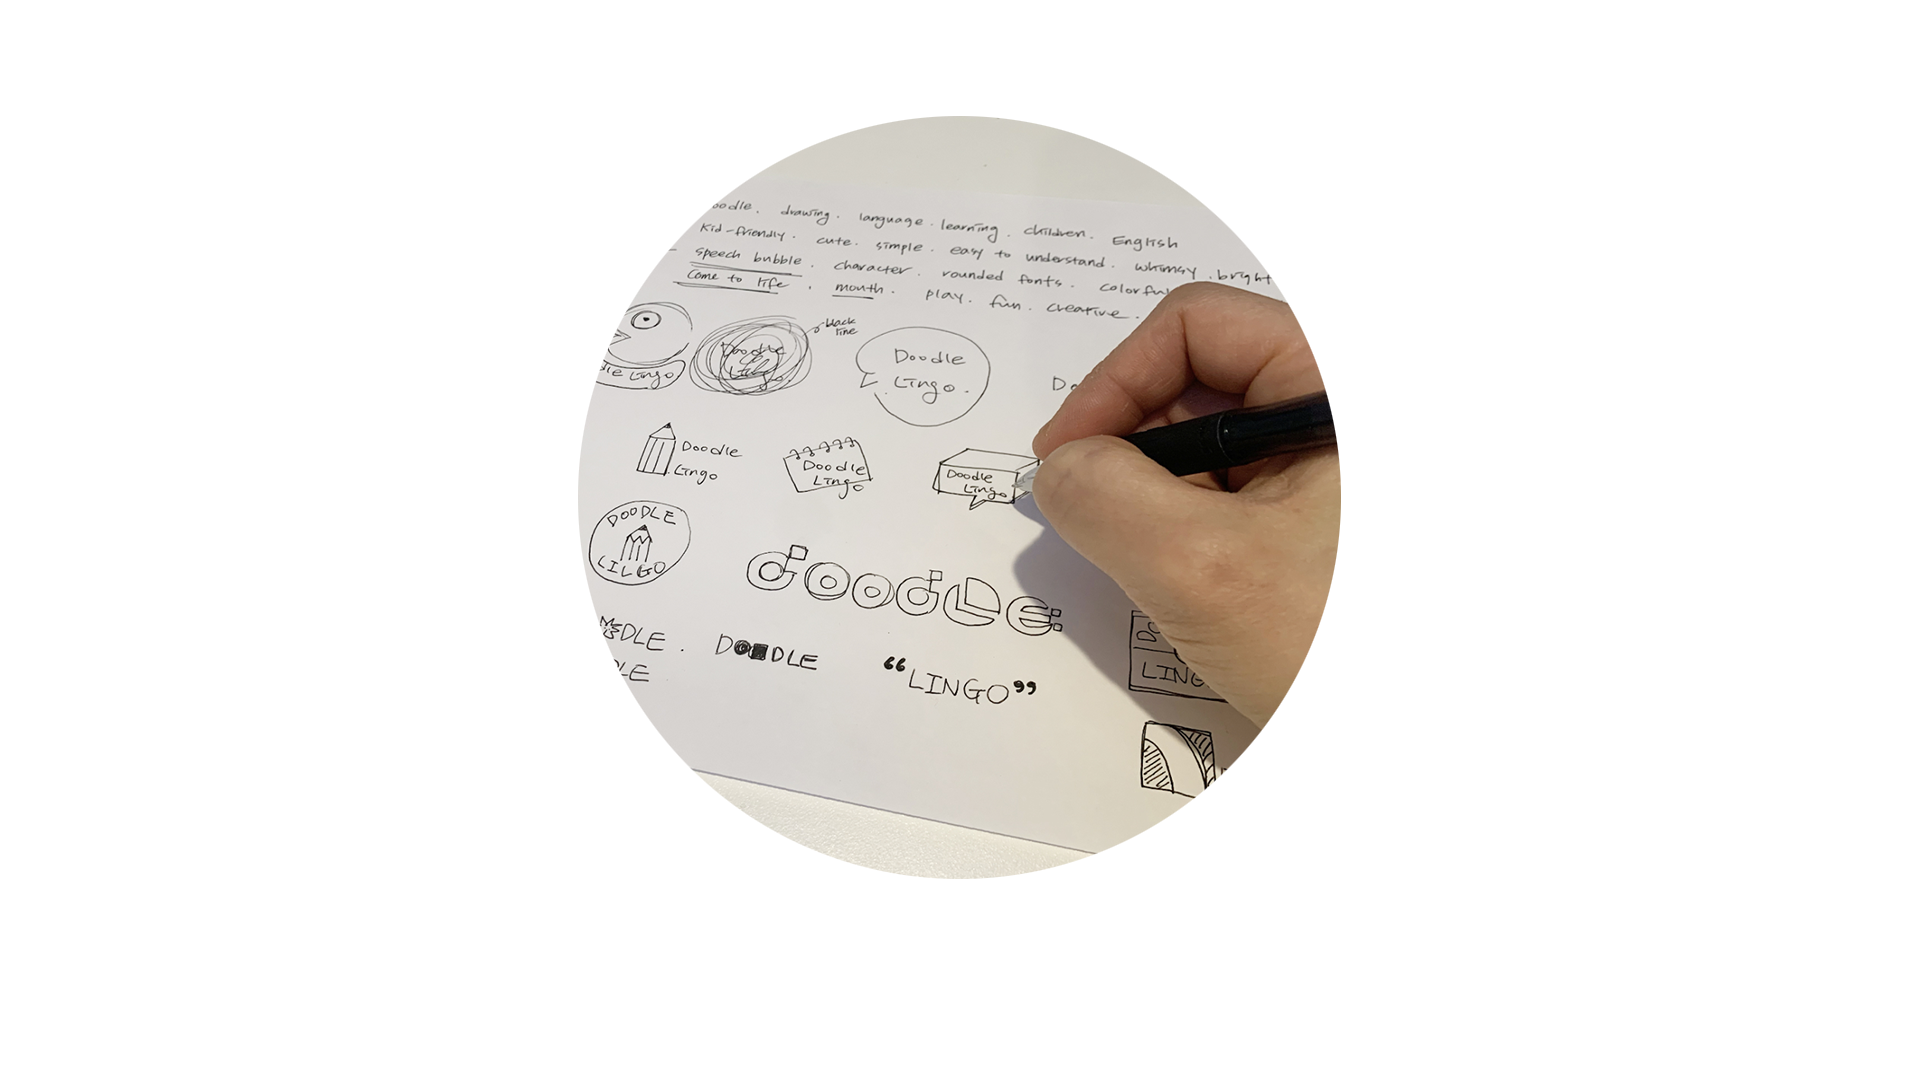 oodle. drawing. language. learning. children. English
Kid-friendly. cute. simple. easy to understand. whimsy. bright
speech bubble. character. rounded fonts. colorful
come to life. mouth. play. fun. creative.
black
line
dle Lingo
Doodle
Lingo
Doodle
Lingo.
Do
Doodle
Lingo
Doodle
Lingo
Doodle
Lingo
DOODLE
LILGO
doodle
DLE.
DOODLE
“LINGO”
LE
DO
LING